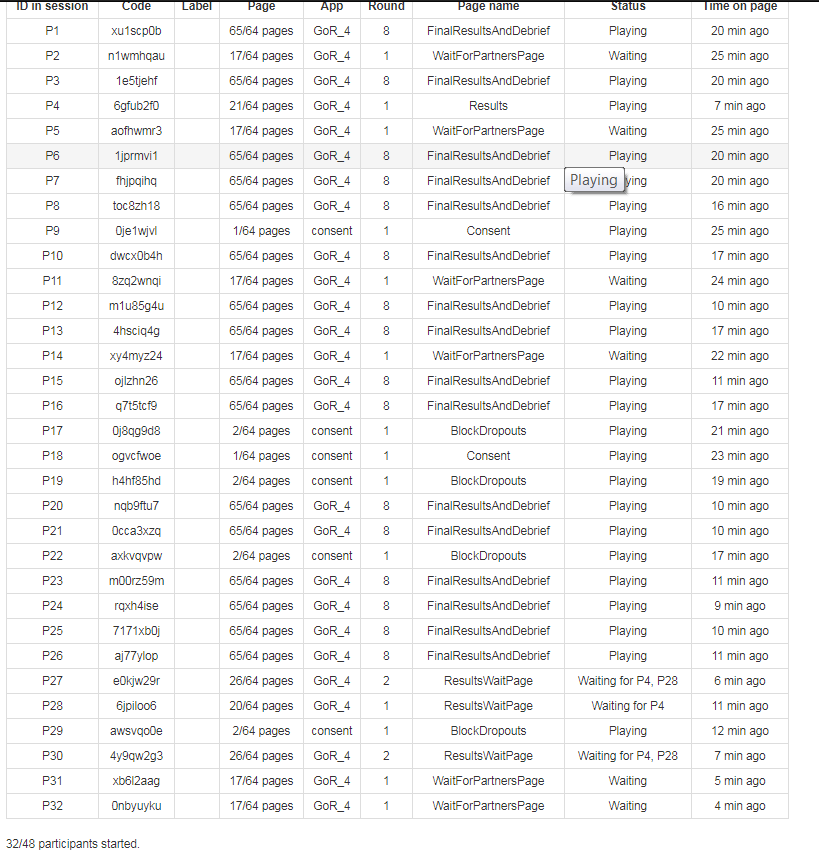 ID in session Code Label Page App Round Page name Status Time on page
P1 xu1scp0b 65/64 pages GoR_4 8 FinalResultsAndDebrief Playing 20 min ago
P2 n1wmhqau 17/64 pages GoR_4 1 WaitForPartnersPage Waiting 25 min ago
P3 1e5tjehf 65/64 pages GoR_4 8 FinalResultsAndDebrief Playing 20 min ago
P4 6gfub2f0 21/64 pages GoR_4 1 Results Playing 7 min ago
P5 aofhwmr3 17/64 pages GoR_4 1 WaitForPartnersPage Waiting 25 min ago
P6 1jprmvi1 65/64 pages GoR_4 8 FinalResultsAndDebrief Playing 20 min ago
P7 fhjpqihq 65/64 pages GoR_4 8 FinalResultsAndDebrief Playing ying 20 min ago
P8 toc8zh18 65/64 pages GoR_4 8 FinalResultsAndDebrief Playing 16 min ago
P9 0je1wjvl 1/64 pages consent 1 Consent Playing 25 min ago
P10 dwcx0b4h 65/64 pages GoR_4 8 FinalResultsAndDebrief Playing 17 min ago
P11 8zq2wnqi 17/64 pages GoR_4 1 WaitForPartnersPage Waiting 24 min ago
P12 m1u85g4u 65/64 pages GoR_4 8 FinalResultsAndDebrief Playing 10 min ago
P13 4hsciq4g 65/64 pages GoR_4 8 FinalResultsAndDebrief Playing 17 min ago
P14 xy4myz24 17/64 pages GoR_4 1 WaitForPartnersPage Waiting 22 min ago
P15 ojlzhn26 65/64 pages GoR_4 8 FinalResultsAndDebrief Playing 11 min ago
P16 q7t5tcf9 65/64 pages GoR_4 8 FinalResultsAndDebrief Playing 17 min ago
P17 0j8qg9d8 2/64 pages consent 1 BlockDropouts Playing 21 min ago
P18 ogvcfwoe 1/64 pages consent 1 Consent Playing 23 min ago
P19 h4hf85hd 2/64 pages consent 1 BlockDropouts Playing 19 min ago
P20 nqb9ftu7 65/64 pages GoR_4 8 FinalResultsAndDebrief Playing 10 min ago
P21 0cca3xzq 65/64 pages GoR_4 8 FinalResultsAndDebrief Playing 10 min ago
P22 axkvqvpw 2/64 pages consent 1 BlockDropouts Playing 17 min ago
P23 m00rz59m 65/64 pages GoR_4 8 FinalResultsAndDebrief Playing 11 min ago
P24 rqxh4ise 65/64 pages GoR_4 8 FinalResultsAndDebrief Playing 9 min ago
P25 7171xb0j 65/64 pages GoR_4 8 FinalResultsAndDebrief Playing 10 min ago
P26 aj77ylop 65/64 pages GoR_4 8 FinalResultsAndDebrief Playing 11 min ago
P27 e0kjw29r 26/64 pages GoR_4 2 ResultsWaitPage Waiting for P4, P28 6 min ago
P28 6jpiloo6 20/64 pages GoR_4 1 ResultsWaitPage Waiting for P4 11 min ago
P29 awsvqo0e 2/64 pages consent 1 BlockDropouts Playing 12 min ago
P30 4y9qw2g3 26/64 pages GoR_4 2 ResultsWaitPage Waiting for P4, P28 7 min ago
P31 xb6l2aag 17/64 pages GoR_4 1 WaitForPartnersPage Waiting 5 min ago
P32 0nbyuyku 17/64 pages GoR_4 1 WaitForPartnersPage Waiting 4 min ago
32/48 participants started.